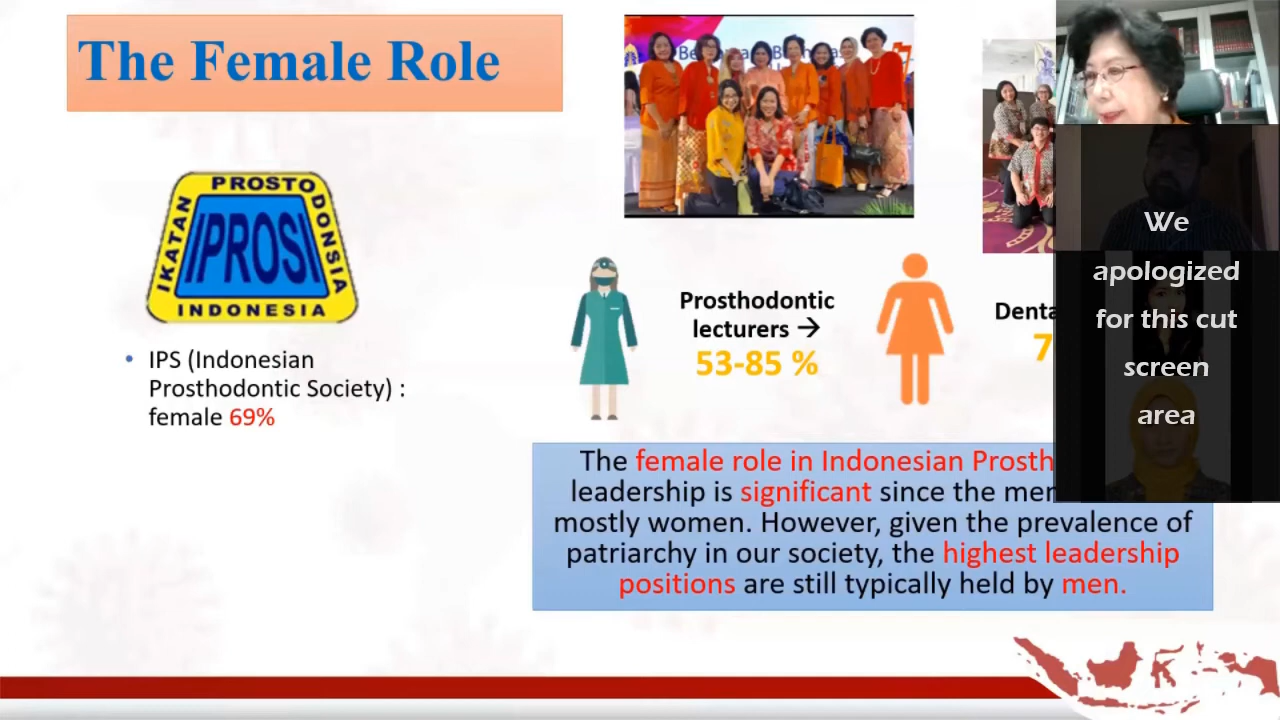 The Female Role
IKATAN PROSTODONSIA
IPROSI
INDONESIA
• IPS (Indonesian
Prosthodontic Society) :
female 69%
Prosthodontic
lecturers →
53-85 %
Denta
7
The female role in Indonesian Prosth
leadership is significant since the mem
mostly women. However, given the prevalence of
patriarchy in our society, the highest leadership
positions are still typically held by men.
We
apologized
for this cut
screen
area